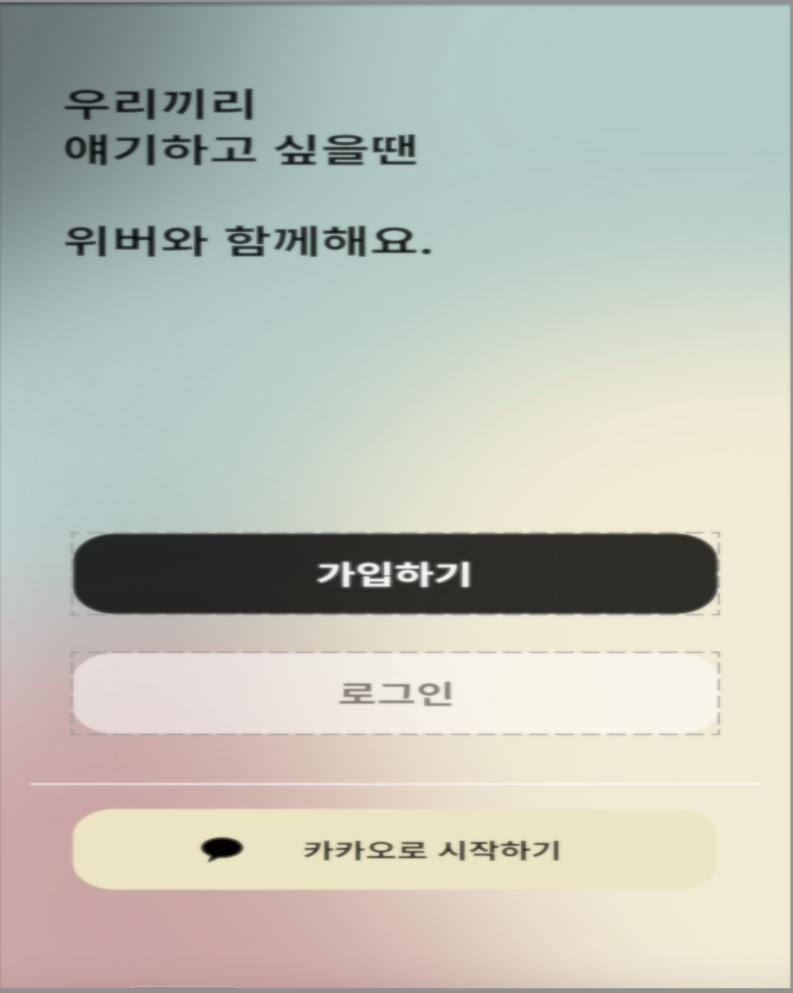 우리끼리
얘기하고 싶을땐
위버와 함께해요.
가입하기
로그인
카카오로 시작하기